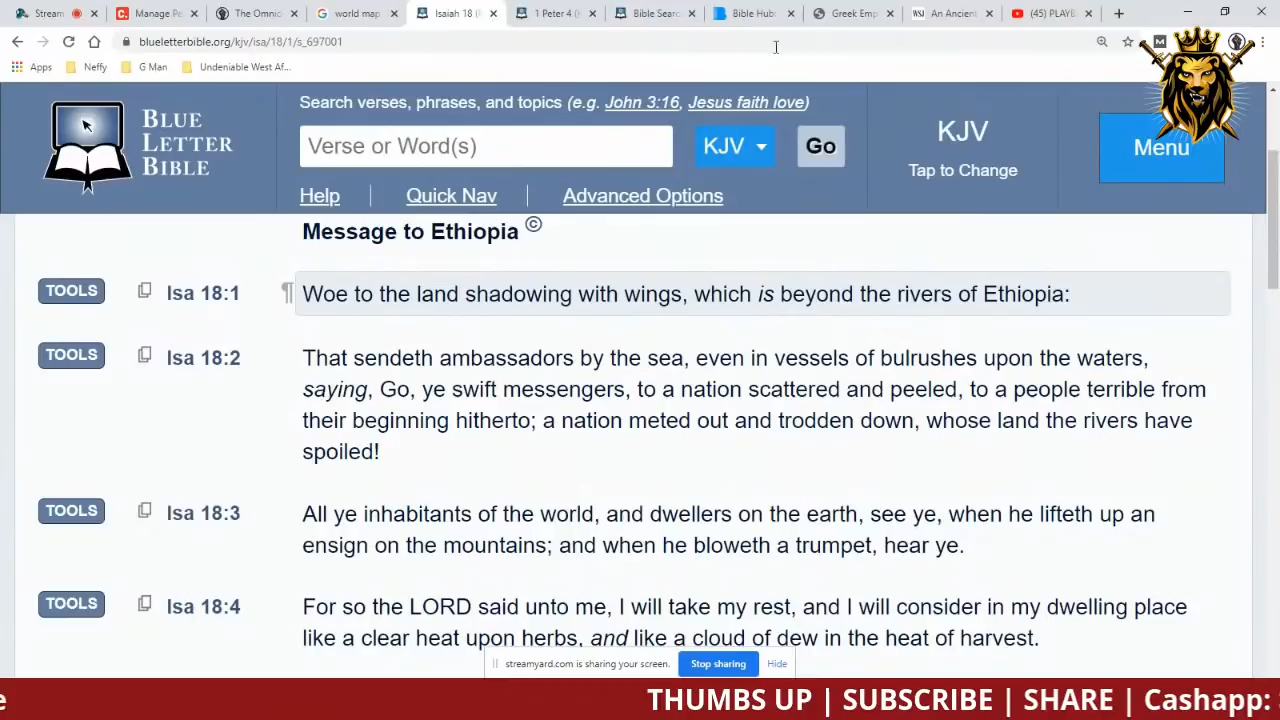 Stream
Manage Pe
The Omnic
world map
Isaiah 18 (
1 Peter 4 (
Bible Sear
Bible Hub
Greek Emp
An Ancien
(45) PLAYB
blueletterbible.org/kjv/isa/18/1/s_697001
Apps
Neffy
G Man
Undeniable West Af...
BLUE
LETTER
BIBLE
Search verses, phrases, and topics (e.g. John 3:16, Jesus faith love)
Verse or Word(s)
KJV
Go
KJV
Tap to Change
Menu
Help
Quick Nav
Advanced Options
Message to Ethiopia ©
TOOLS Isa 18:1 ¶ Woe to the land shadowing with wings, which is beyond the rivers of Ethiopia:
TOOLS Isa 18:2 That sendeth ambassadors by the sea, even in vessels of bulrushes upon the waters,
saying, Go, ye swift messengers, to a nation scattered and peeled, to a people terrible from
their beginning hitherto; a nation meted out and trodden down, whose land the rivers have
spoiled!
TOOLS Isa 18:3 All ye inhabitants of the world, and dwellers on the earth, see ye, when he lifteth up an
ensign on the mountains; and when he bloweth a trumpet, hear ye.
TOOLS Isa 18:4 For so the LORD said unto me, I will take my rest, and I will consider in my dwelling place
like a clear heat upon herbs, and like a cloud of dew in the heat of harvest.
streamyard.com is sharing your screen.
Stop sharing
Hide
e THUMBS UP | SUBSCRIBE | SHARE | Cashapp: